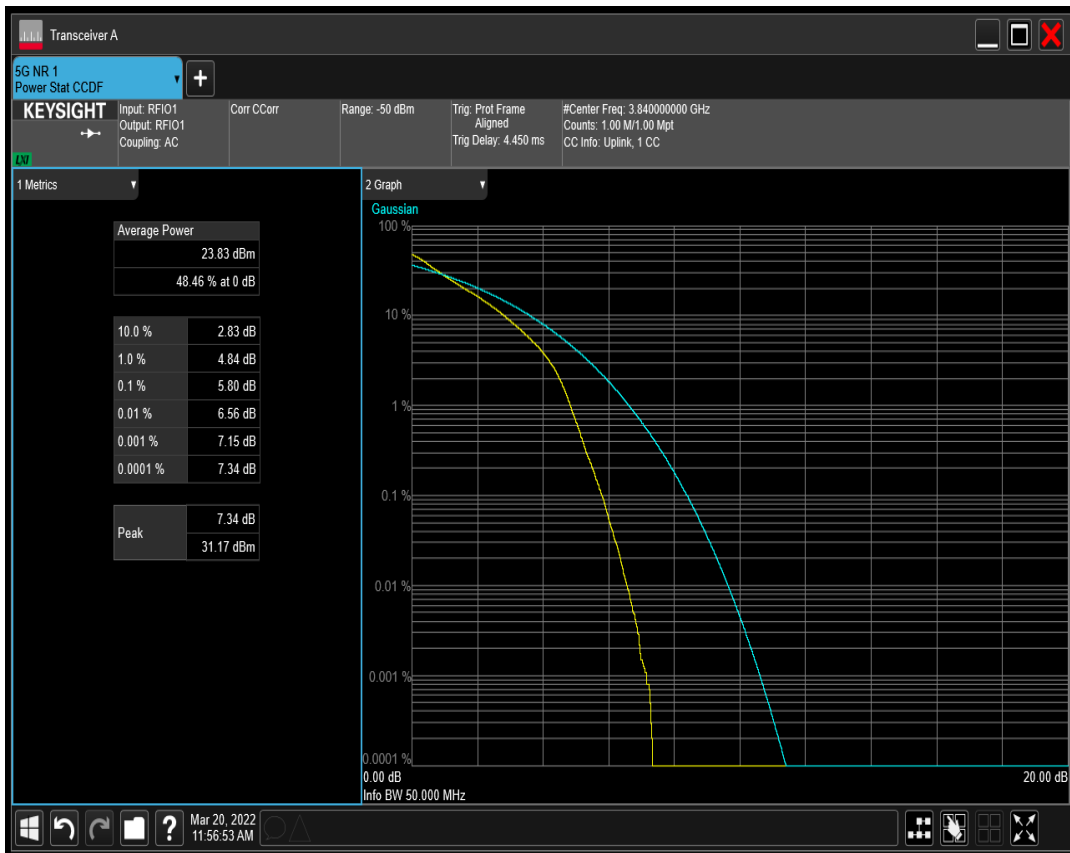 Transceiver A
5G NR 1
Power Stat CCDF
+
KEYSIGHT
LXI
Input: RFIO1
Output: RFIO1
Coupling: AC
Corr CCorr
Range: -50 dBm
Trig: Prot Frame
Aligned
Trig Delay: 4.450 ms
#Center Freq: 3.840000000 GHz
Counts: 1.00 M/1.00 Mpt
CC Info: Uplink, 1 CC
1 Metrics
Average Power
23.83 dBm
48.46 % at 0 dB
10.0 % 2.83 dB
1.0 % 4.84 dB
0.1 % 5.80 dB
0.01 % 6.56 dB
0.001 % 7.15 dB
0.0001 % 7.34 dB
Peak
7.34 dB
31.17 dBm
2 Graph
Gaussian
100 %
10 %
1 %
0.1 %
0.01 %
0.001 %
0.0001 %
0.00 dB 20.00 dB
Info BW 50.000 MHz
?
Mar 20, 2022
11:56:53 AM